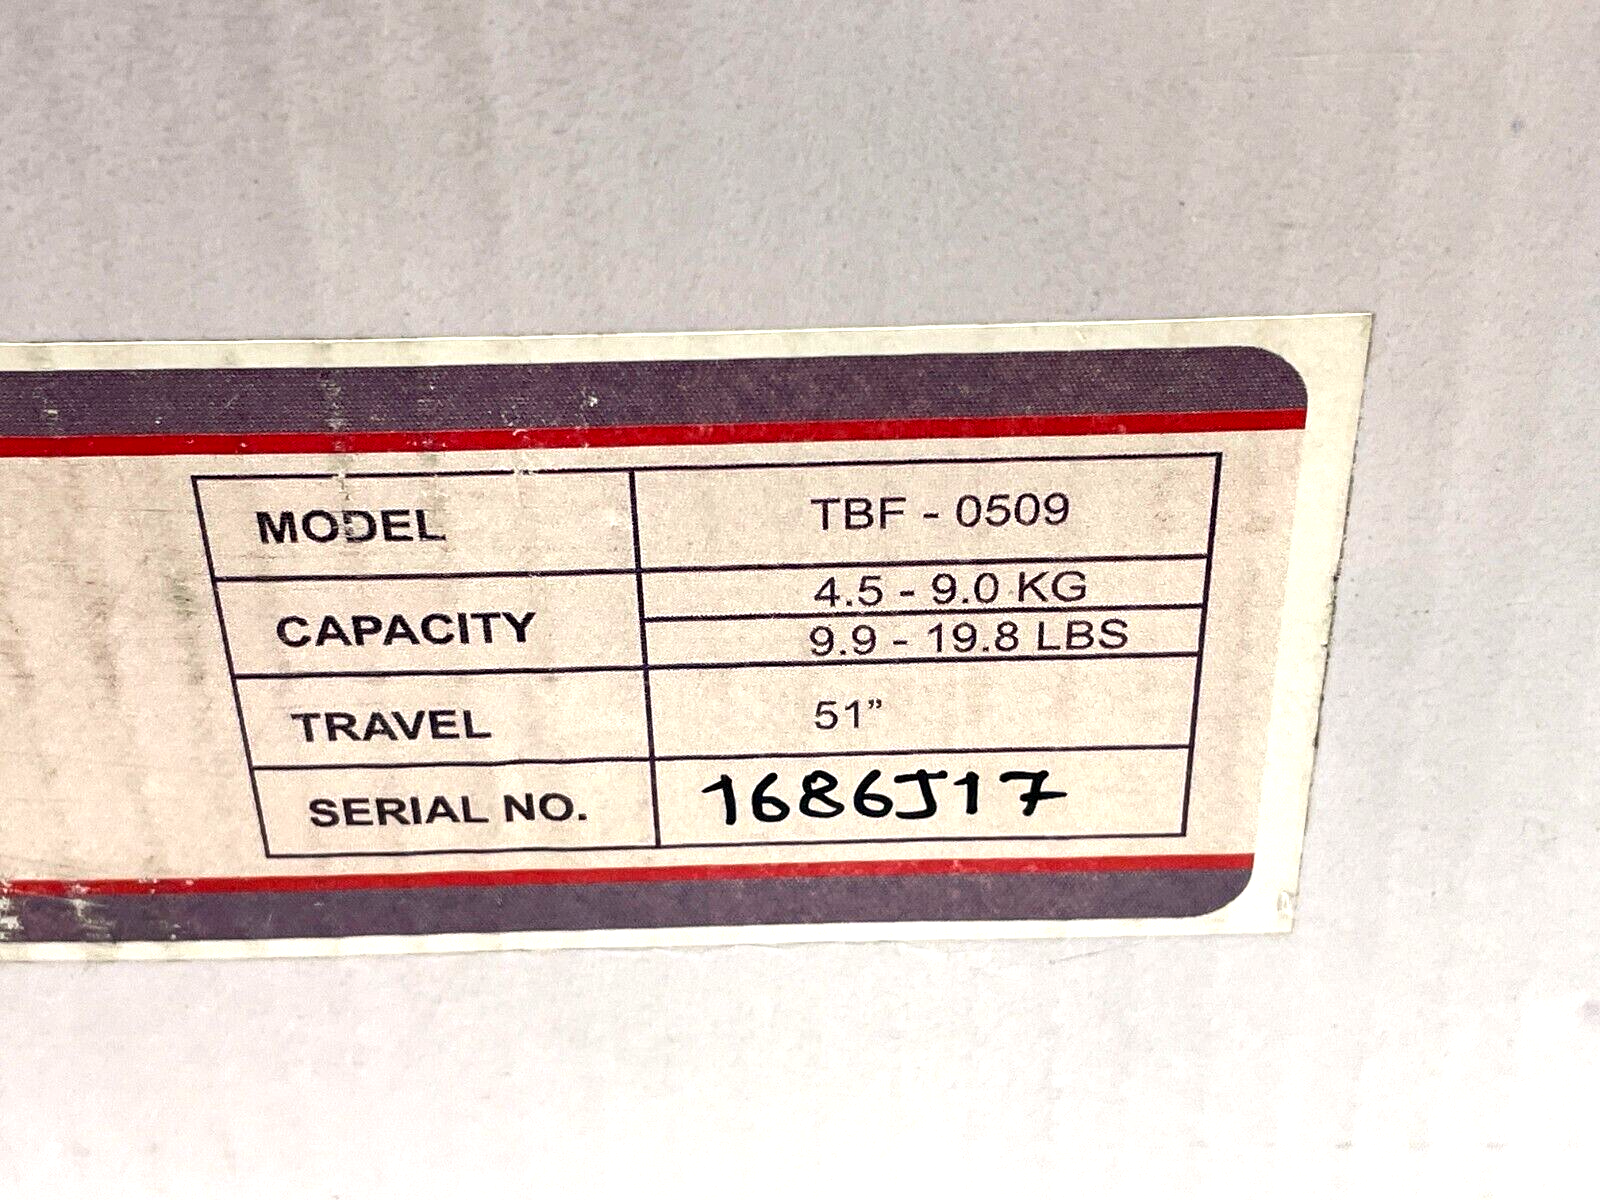 MODEL TBF - 0509
CAPACITY 4.5 - 9.0 KG
9.9 - 19.8 LBS
TRAVEL 51”
SERIAL NO. 1686J17